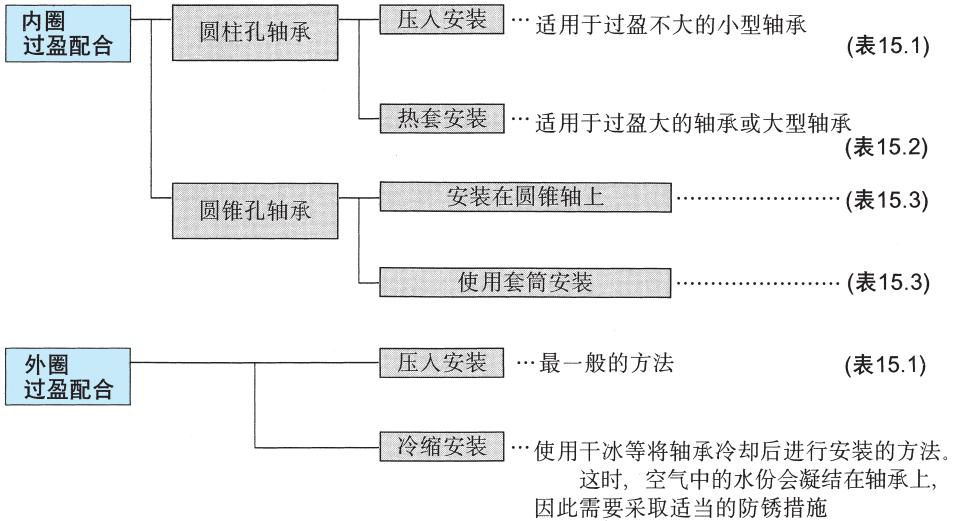 内圈
过盈配合
圆柱孔轴承
压入安装 … 适用于过盈不大的小型轴承
(表15.1)
热套安装 … 适用于过盈大的轴承或大型轴承
(表15.2)
圆锥孔轴承
安装在圆锥轴上 …………………… (表15.3)
使用套筒安装 …………………… (表15.3)
外圈
过盈配合
压入安装 … 最一般的方法 (表15.1)
冷缩安装 … 使用干冰等将轴承冷却后进行安装的方法。
这时, 空气中的水份会凝结在轴承上,
因此需要采取适当的防锈措施